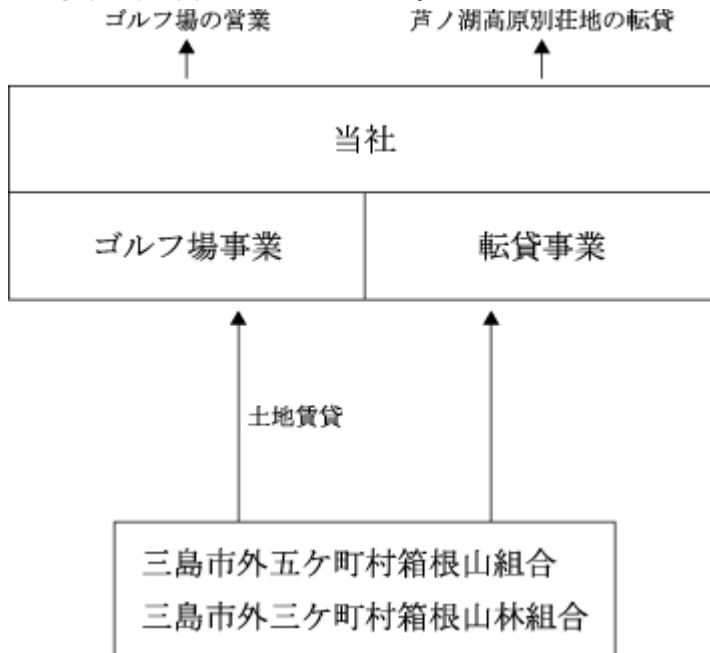 ゴルフ場の営業
芦ノ湖高原別荘地の転貸
当社
ゴルフ場事業
転貸事業
土地賃貸
三島市外五ケ町村箱根山組合
三島市外三ケ町村箱根山林組合